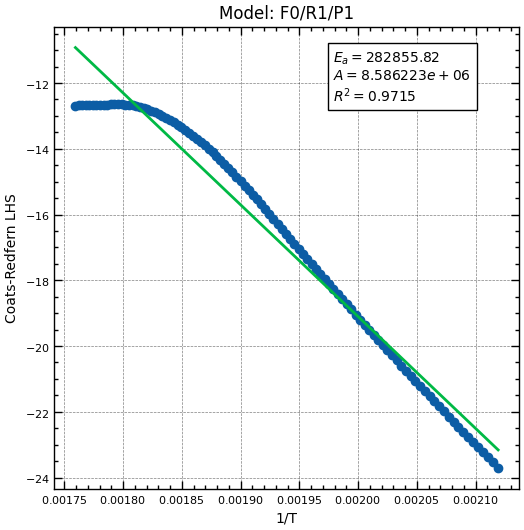 Model: F0/R1/P1
Eₐ = 282855.82
A = 8.586223e + 06
R² = 0.9715
Coats-Redfern LHS
−12
−14
−16
−18
−20
−22
−24
0.00175 0.00180 0.00185 0.00190 0.00195 0.00200 0.00205 0.00210
1/T